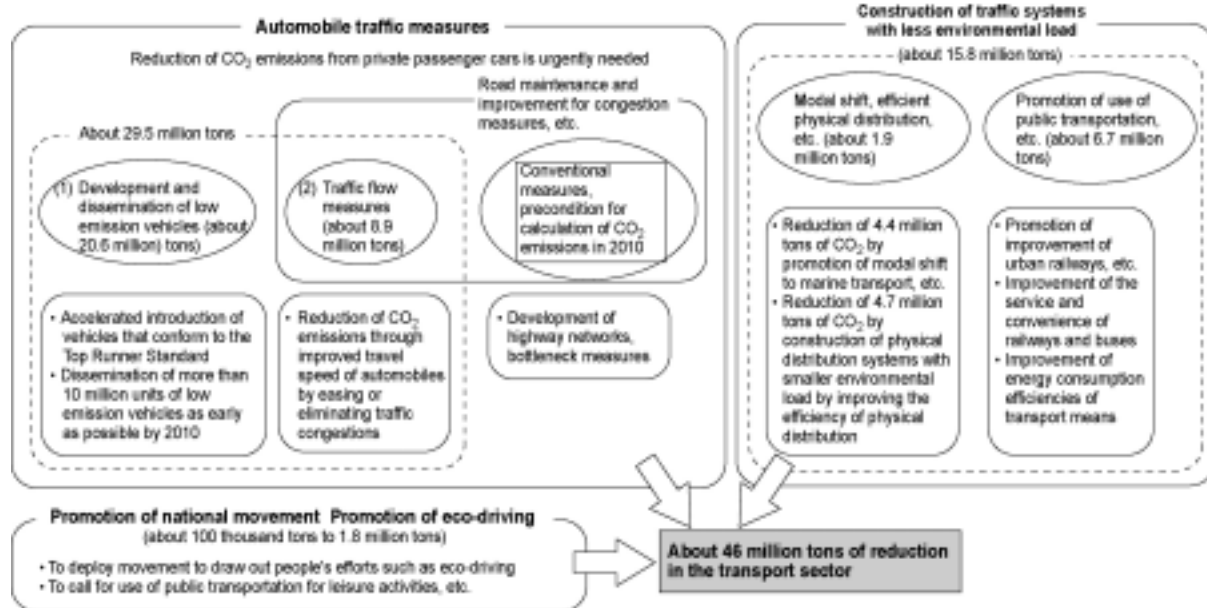 Automobile traffic measures
Reduction of CO2 emissions from private passenger cars is urgently needed
Road maintenance and
improvement for congestion
measures, etc.
About 29.5 million tons
(1) Development and
dissemination of low
emission vehicles (about
20.6 million) tons)
(2) Traffic flow
measures
(about 8.9
million tons)
Conventional
measures,
precondition for
calculation of CO2
emissions in 2010
• Accelerated introduction of
vehicles that conform to the
Top Runner Standard
• Dissemination of more than
10 million units of low
emission vehicles as early
as possible by 2010
• Reduction of CO2
emissions through
improved travel
speed of automobiles
by easing or
eliminating traffic
congestions
• Development of
highway networks,
bottleneck measures
Construction of traffic systems
with less environmental load
(about 15.8 million tons)
Modal shift, efficient
physical distribution,
etc. (about 1.9
million tons)
Promotion of use of
public transportation,
etc. (about 6.7 million
tons)
• Reduction of 4.4 million
tons of CO2 by
promotion of modal shift
to marine transport, etc.
• Reduction of 4.7 million
tons of CO2 by
construction of physical
distribution systems with
smaller environmental
load by improving the
efficiency of physical
distribution
• Promotion of
improvement of
urban railways, etc.
• Improvement of the
service and
convenience of
railways and buses
• Improvement of
energy consumption
efficiencies of
transport means
Promotion of national movement Promotion of eco-driving
(about 100 thousand tons to 1.8 million tons)
• To deploy movement to draw out people's efforts such as eco-driving
• To call for use of public transportation for leisure activities, etc.
About 46 million tons of reduction
in the transport sector